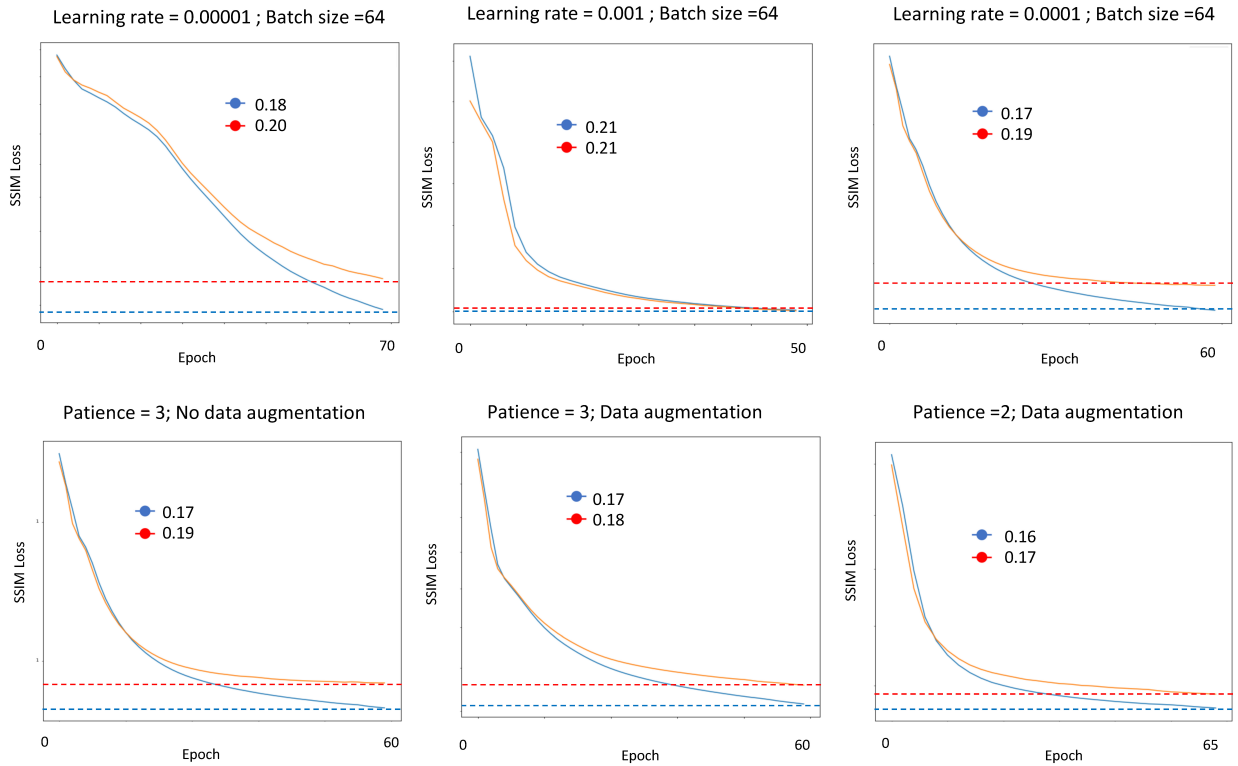 Learning rate = 0.00001 ; Batch size =64
SSIM Loss
0.18
0.20
0
70
Epoch
Learning rate = 0.001 ; Batch size =64
SSIM Loss
0.21
0.21
0
50
Epoch
Learning rate = 0.0001 ; Batch size =64
SSIM Loss
0.17
0.19
0
60
Epoch
Patience = 3; No data augmentation
SSIM Loss
0.17
0.19
0
60
Epoch
Patience = 3; Data augmentation
SSIM Loss
0.17
0.18
0
60
Epoch
Patience =2; Data augmentation
SSIM Loss
0.16
0.17
0
65
Epoch